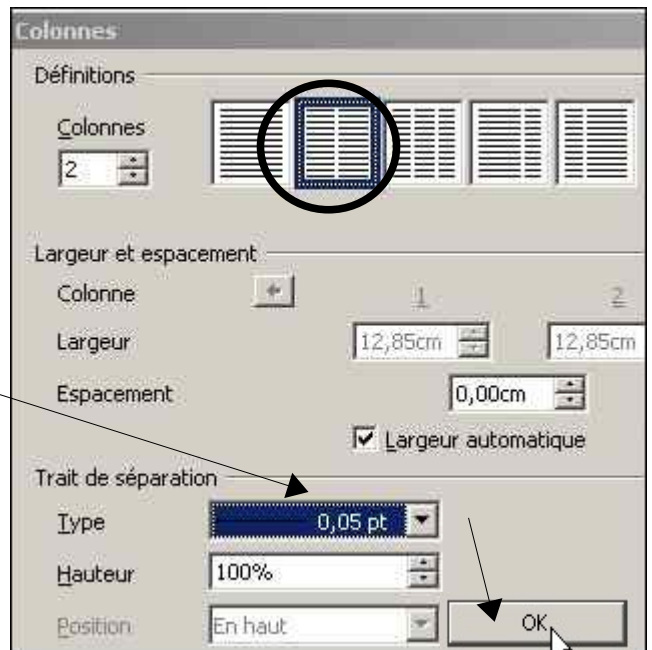 Colonnes
Définitions
Colonnes
2
Largeur et espacement
Colonne 1 2
Largeur 12,85cm 12,85cm
Espacement 0,00cm
Largeur automatique
Trait de séparation
Type 0,05 pt
Hauteur 100%
Position En haut OK